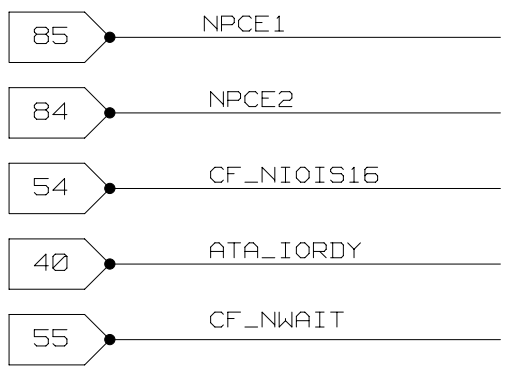 85 NPCE1
84 NPCE2
54 CF_NIOIS16
40 ATA_IORDY
55 CF_NWAIT